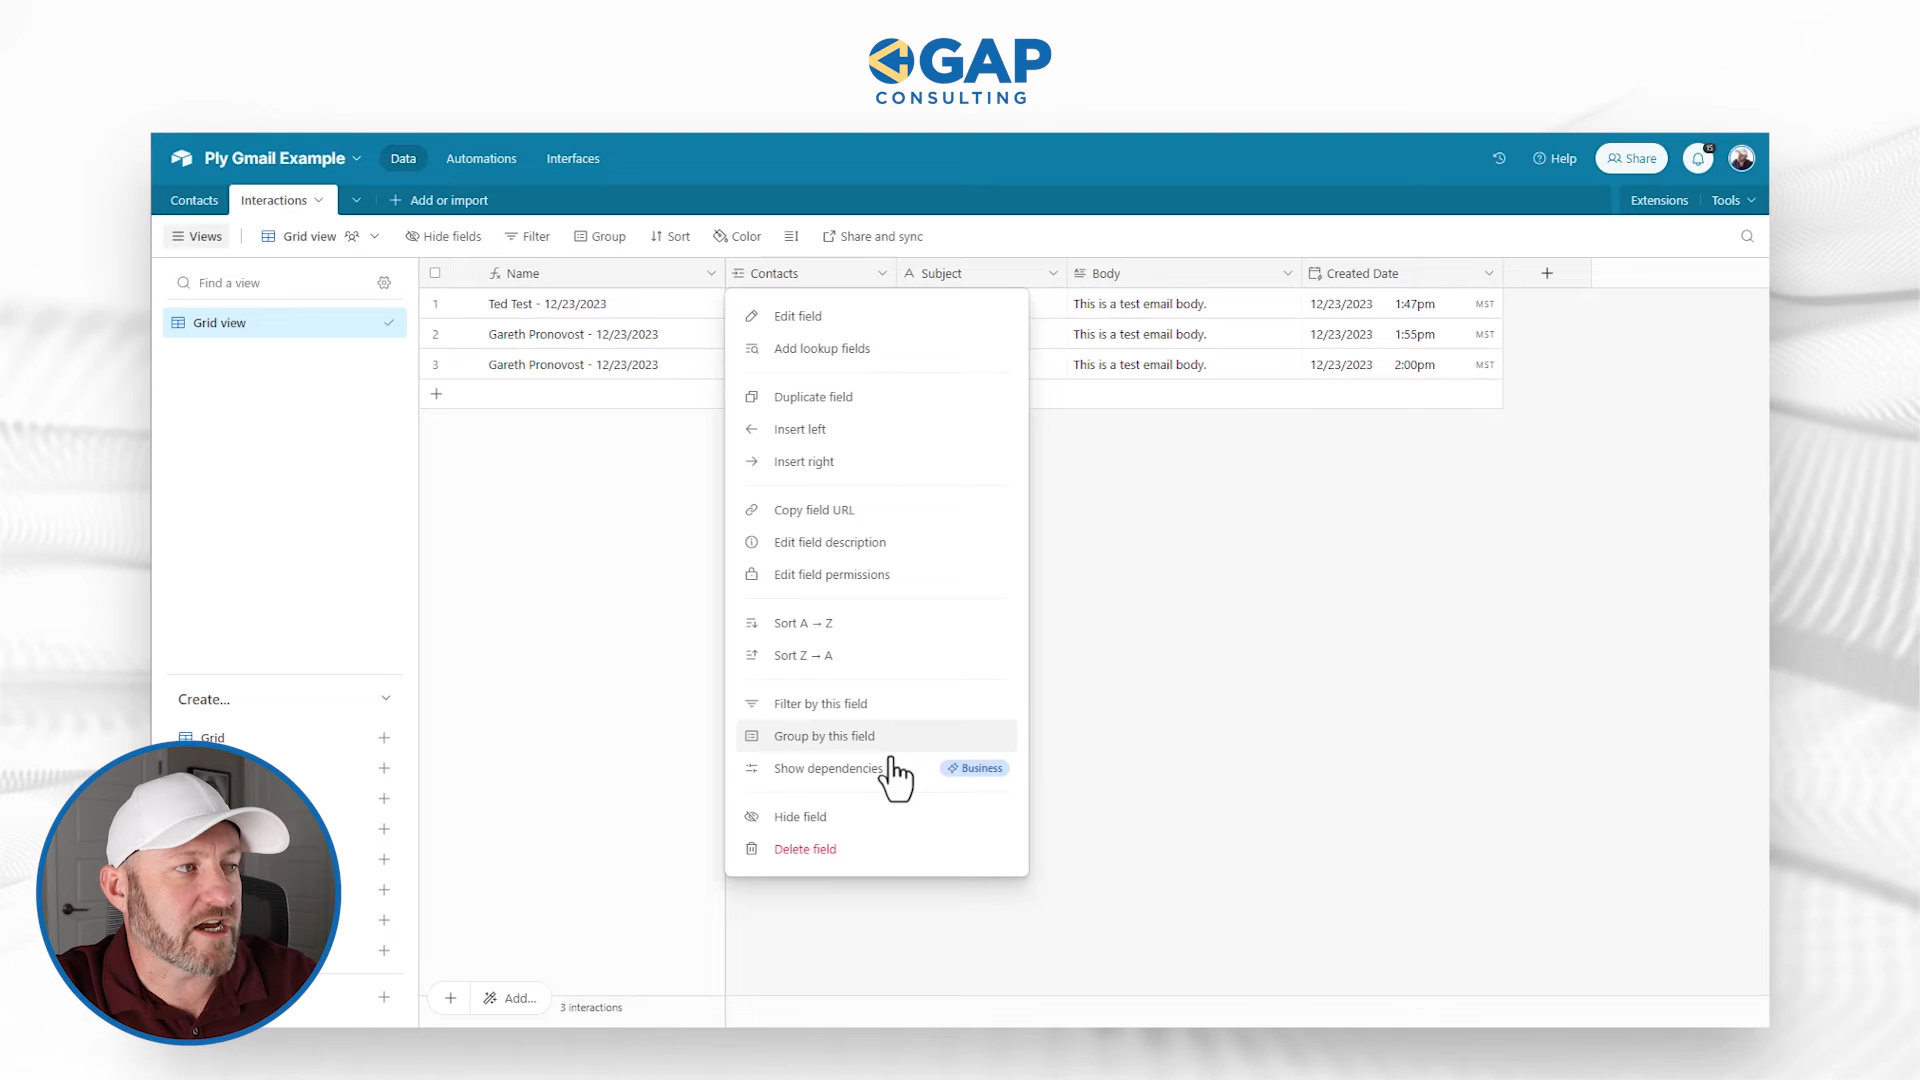 GAP
CONSULTING
Ply Gmail Example
Data
Automations
Interfaces
Help
Share
15
Contacts
Interactions
Add or import
Extensions
Tools
Views
Grid view
Hide fields
Filter
Group
Sort
Color
Share and sync
Find a view
Grid view
Create...
Grid
Name
Contacts
Subject
Body
Created Date
1 Ted Test - 12/23/2023 This is a test email body. 12/23/2023 1:47pm MST
2 Gareth Pronovost - 12/23/2023 This is a test email body. 12/23/2023 1:55pm MST
3 Gareth Pronovost - 12/23/2023 This is a test email body. 12/23/2023 2:00pm MST
Edit field
Add lookup fields
Duplicate field
Insert left
Insert right
Copy field URL
Edit field description
Edit field permissions
Sort A → Z
Sort Z → A
Filter by this field
Group by this field
Show dependencies
Business
Hide field
Delete field
Add...
3 interactions